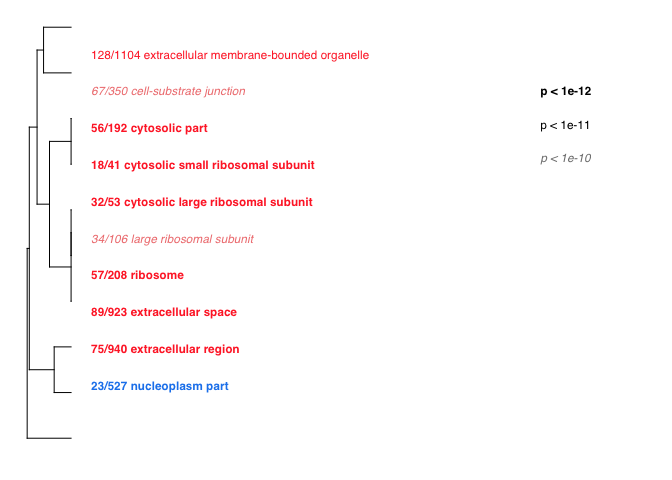 128/1104 extracellular membrane-bounded organelle
67/350 cell-substrate junction
p < 1e-12
56/192 cytosolic part
p < 1e-11
18/41 cytosolic small ribosomal subunit
p < 1e-10
32/53 cytosolic large ribosomal subunit
34/106 large ribosomal subunit
57/208 ribosome
89/923 extracellular space
75/940 extracellular region
23/527 nucleoplasm part